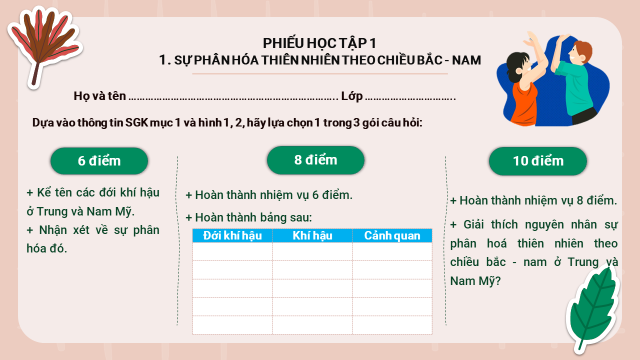 PHIẾU HỌC TẬP 1
1. SỰ PHÂN HÓA THIÊN NHIÊN THEO CHIỀU BẮC - NAM
Họ và tên ................................................................. Lớp ..............................
Dựa vào thông tin SGK mục 1 và hình 1, 2, hãy lựa chọn 1 trong 3 gói câu hỏi:
6 điểm
+ Kể tên các đới khí hậu
ở Trung và Nam Mỹ.
+ Nhận xét về sự phân
hóa đó.
8 điểm
+ Hoàn thành nhiệm vụ 6 điểm.
+ Hoàn thành bảng sau:
Đới khí hậu Khí hậu Cảnh quan
10 điểm
+ Hoàn thành nhiệm vụ 8 điểm.
+ Giải thích nguyên nhân sự
phân hoá thiên nhiên theo
chiều bắc - nam ở Trung và
Nam Mỹ?